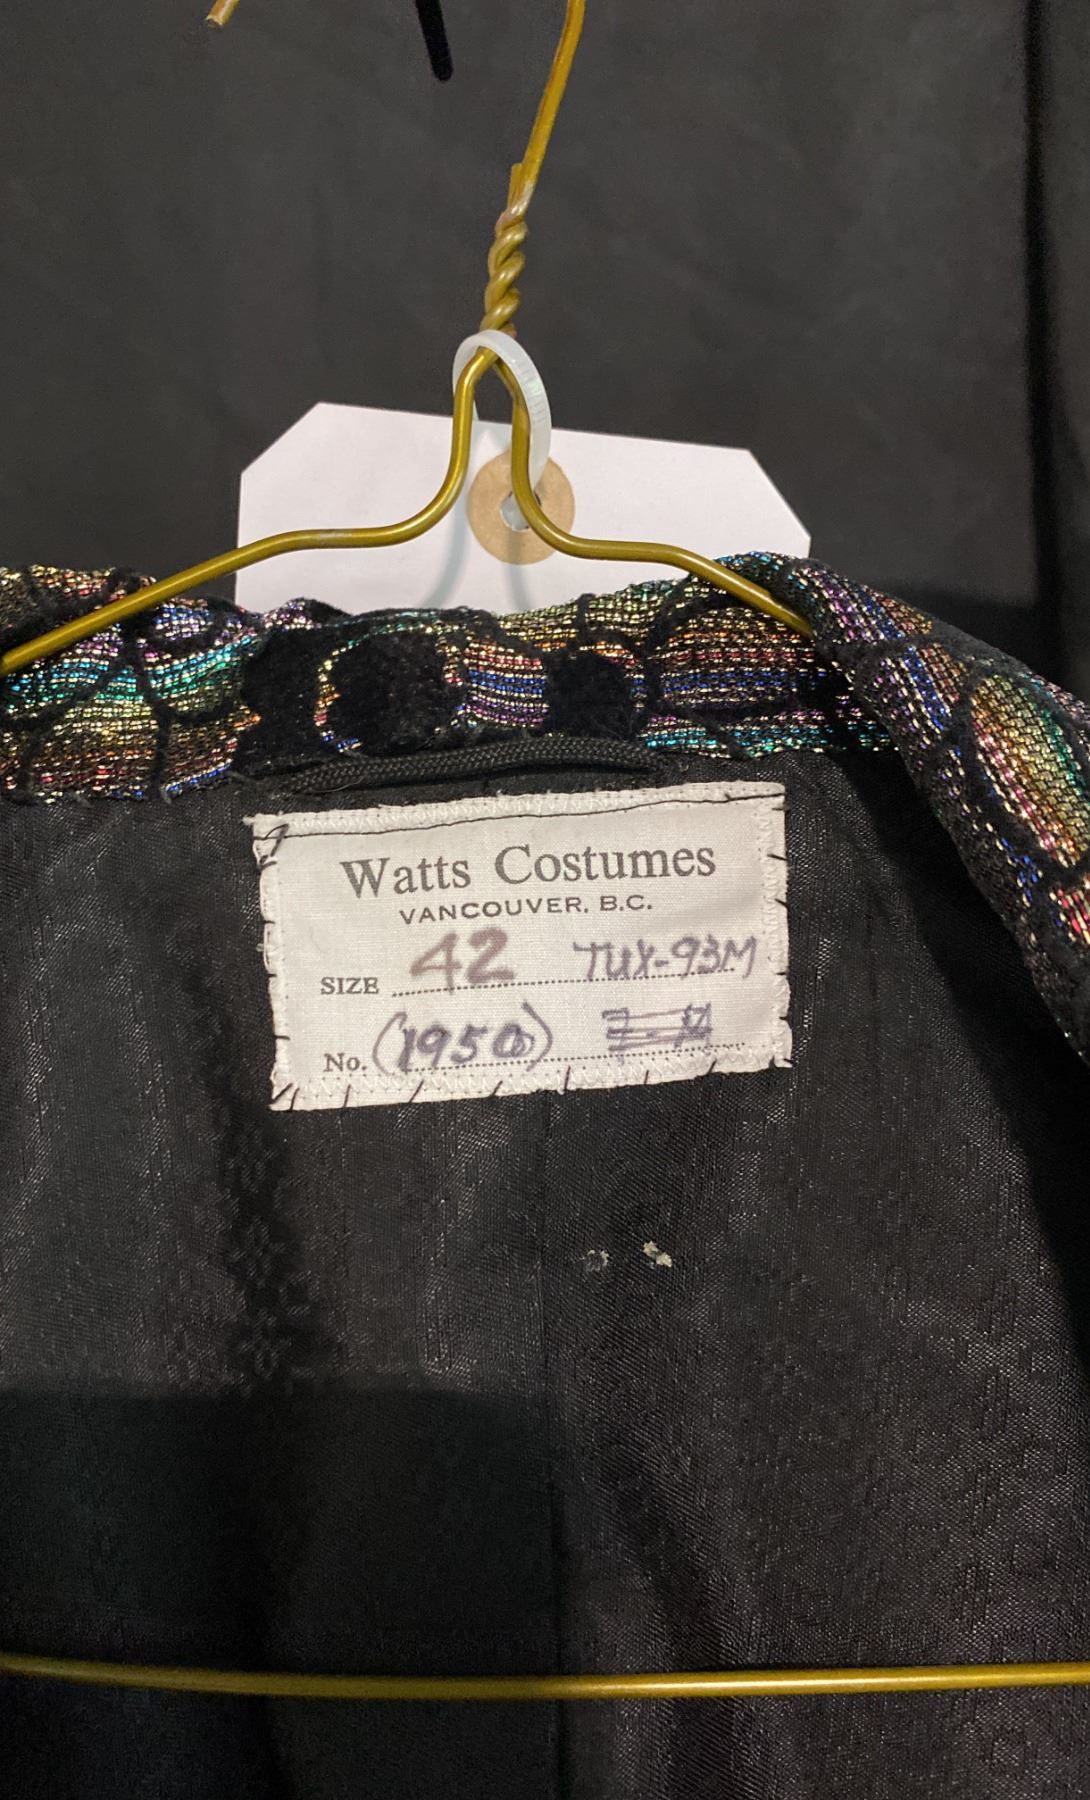 Watts Costumes
VANCOUVER, B.C.
SIZE 42 TUX-93M
No. (1950)